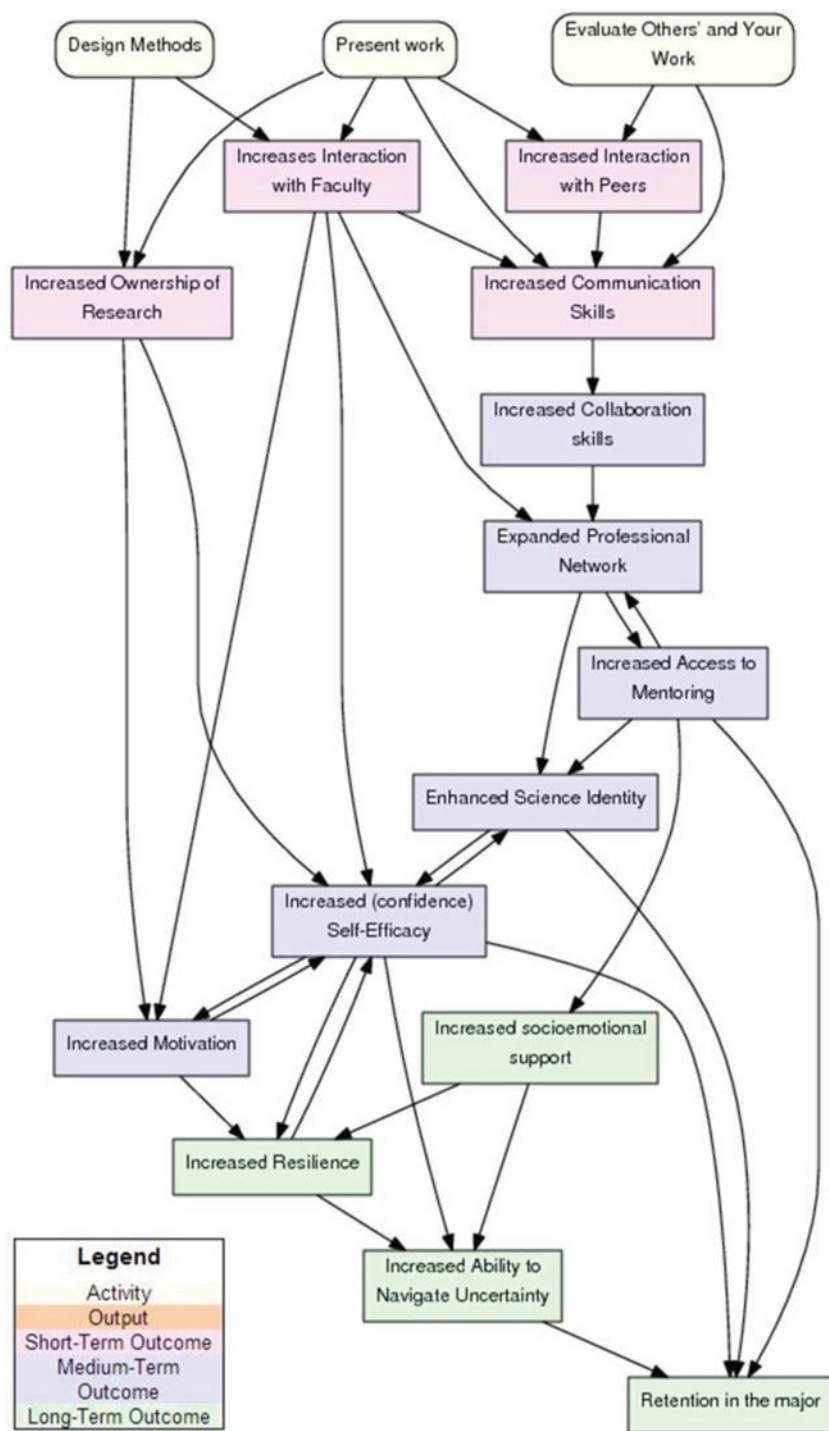 Design Methods
Present work
Evaluate Others' and Your
Work
Increases Interaction
with Faculty
Increased Interaction
with Peers
Increased Ownership of
Research
Increased Communication
Skills
Increased Collaboration
skills
Expanded Professional
Network
Increased Access to
Mentoring
Enhanced Science Identity
Increased (confidence)
Self-Efficacy
Increased Motivation
Increased socioemotional
support
Increased Resilience
Increased Ability to
Navigate Uncertainty
Retention in the major
Legend
Activity
Output
Short-Term Outcome
Medium-Term
Outcome
Long-Term Outcome